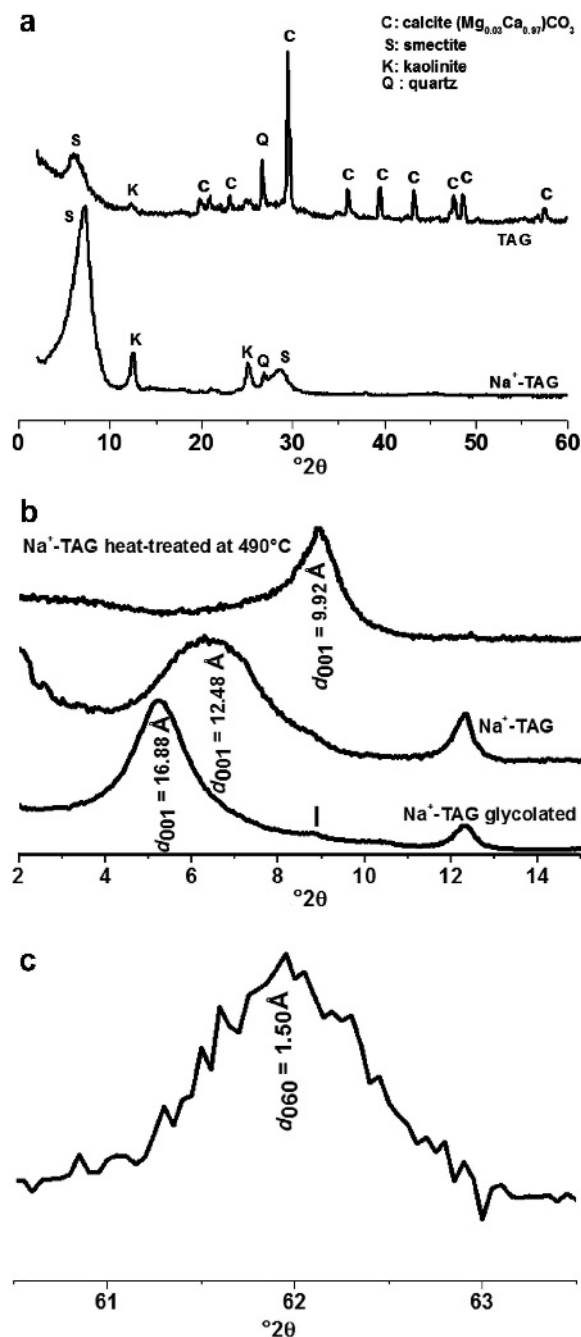 a
C: calcite (Mg0.03Ca0.97)CO3
S: smectite
K: kaolinite
Q : quartz
C
S
K
C
C
Q
C
C
C
C
C
C
TAG
S
K
K
Q
S
Na+-TAG
0 10 20 30 40 50 60
°2θ
b
Na+-TAG heat-treated at 490°C
d001 = 9.92 Å
d001 = 12.48 Å
Na+-TAG
d001 = 16.88 Å
I
Na+-TAG glycolated
2 4 6 8 10 12 14
°2θ
c
d060 = 1.50Å
61 62 63
°2θ